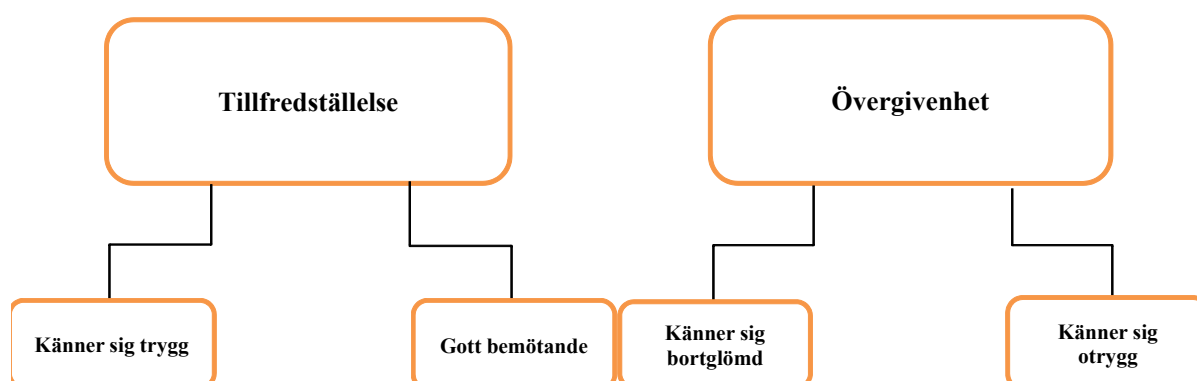 Tillfredställelse
Övergivenhet
Känner sig trygg
Gott bemötande
Känner sig
bortglömd
Känner sig
otrygg